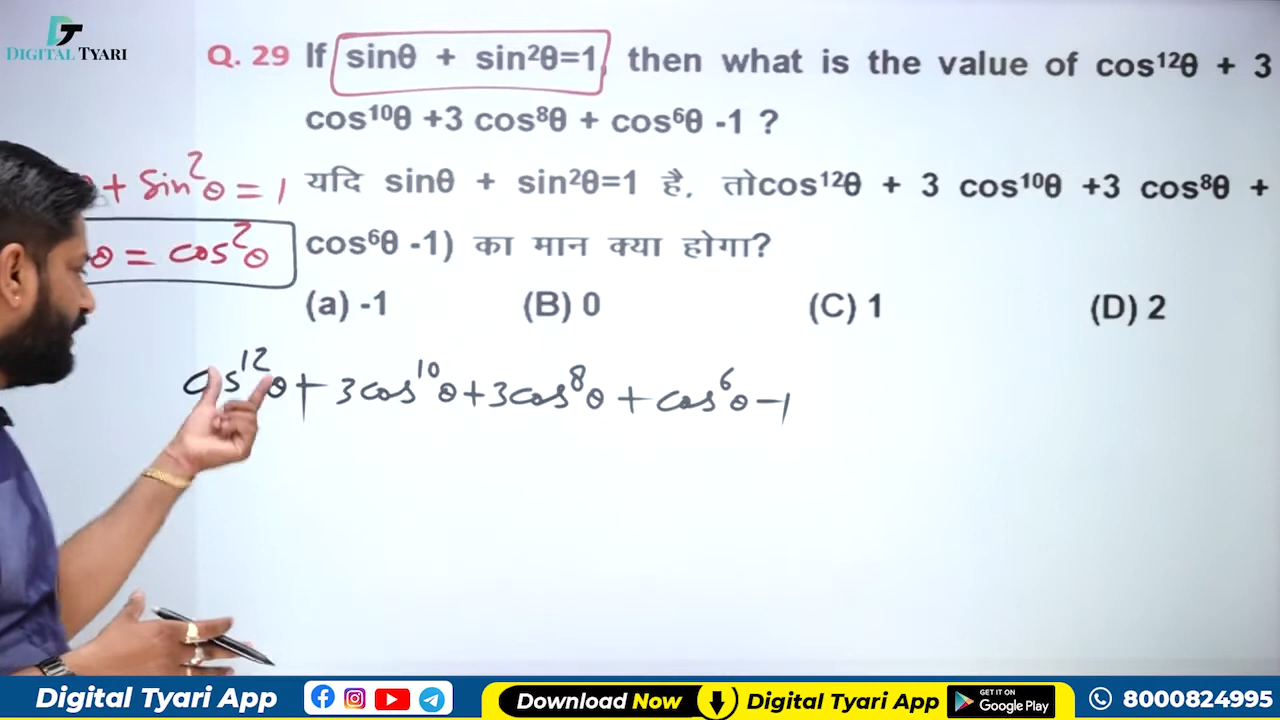 DIGITAL TYARI
Q. 29 If sinθ + sin²θ=1, then what is the value of cos¹²θ + 3
cos¹⁰θ +3 cos⁸θ + cos⁶θ -1 ?
+ sin²θ = 1
यदि sinθ + sin²θ=1 है, तोcos¹²θ + 3 cos¹⁰θ +3 cos⁸θ +
θ = cos²θ
cos⁶θ -1) का मान क्या होगा?
(a) -1 (B) 0 (C) 1 (D) 2
cos¹²θ + 3cos¹⁰θ + 3cos⁸θ + cos⁶θ - 1
Digital Tyari App Download Now Digital Tyari App GET IT ON Google Play 8000824995